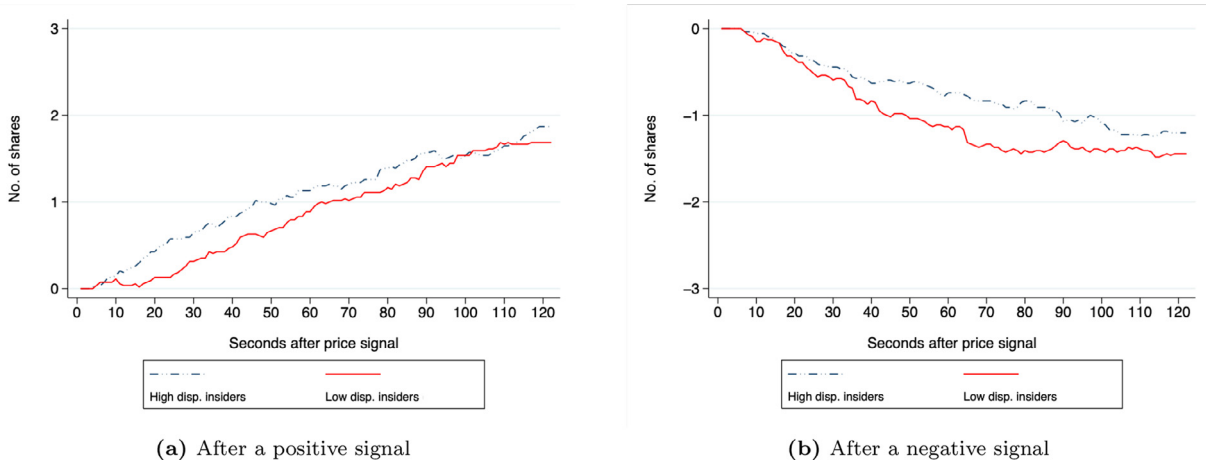 3
2
1
0
No. of shares
0 10 20 30 40 50 60 70 80 90 100 110 120
Seconds after price signal
High disp. insiders Low disp. insiders
(a) After a positive signal
0
−1
−2
−3
No. of shares
0 10 20 30 40 50 60 70 80 90 100 110 120
Seconds after price signal
High disp. insiders Low disp. insiders
(b) After a negative signal